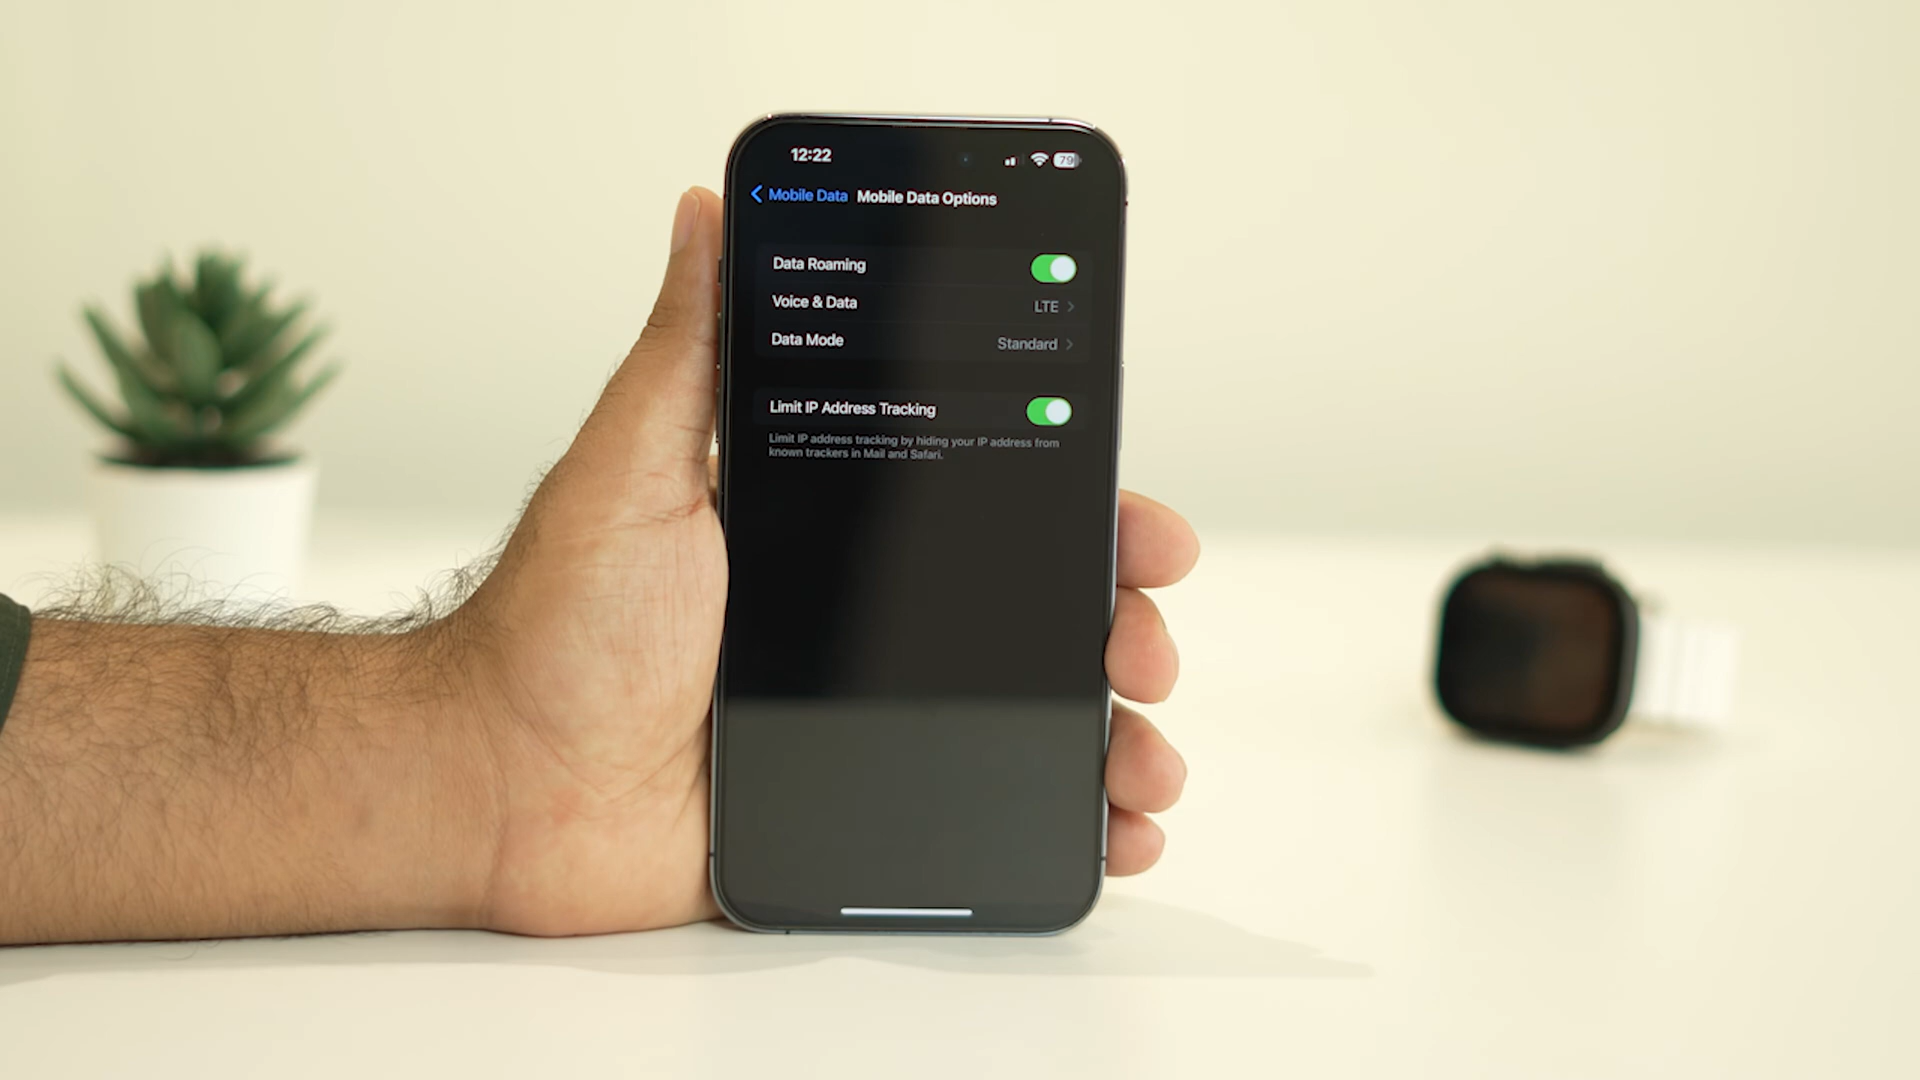 12:22
79
Mobile Data Mobile Data Options
Data Roaming
Voice & Data LTE
Data Mode Standard
Limit IP Address Tracking
Limit IP address tracking by hiding your IP address from
known trackers in Mail and Safari.